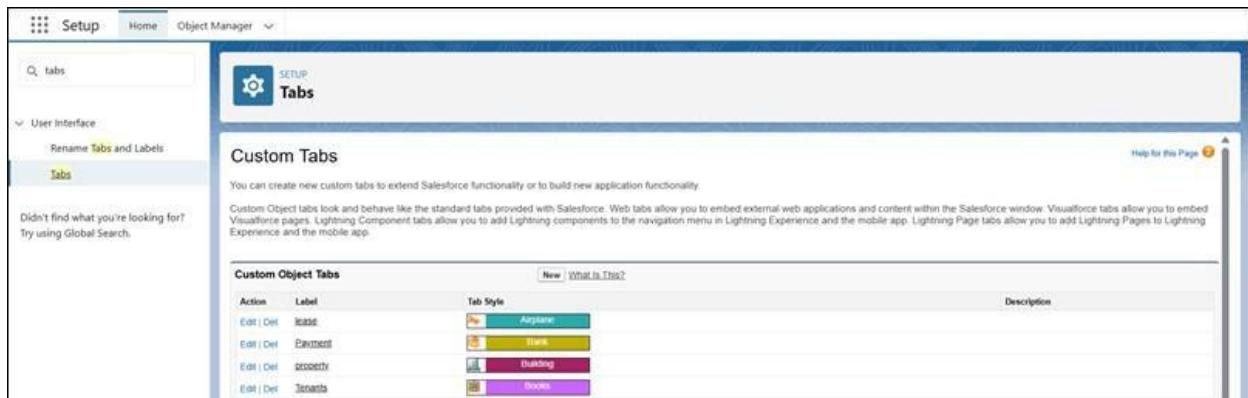 Setup Home Object Manager
tabs
SETUP
Tabs
User Interface
Rename Tabs and Labels
Tabs
Didn't find what you're looking for?
Try using Global Search.
Custom Tabs
Help for this Page
You can create new custom tabs to extend Salesforce functionality or to build new application functionality.
Custom Object tabs look and behave like the standard tabs provided with Salesforce. Web tabs allow you to embed external web applications and content within the Salesforce window. Visualforce tabs allow you to embed
Visualforce pages. Lightning Component tabs allow you to add Lightning components to the navigation menu in Lightning Experience and the mobile app. Lightning Page tabs allow you to add Lightning Pages to Lightning
Experience and the mobile app.
Custom Object Tabs New What Is This?
Action Label Tab Style Description
Edit | Del lease Airplane
Edit | Del Payment Bank
Edit | Del property Building
Edit | Del Tenants Books